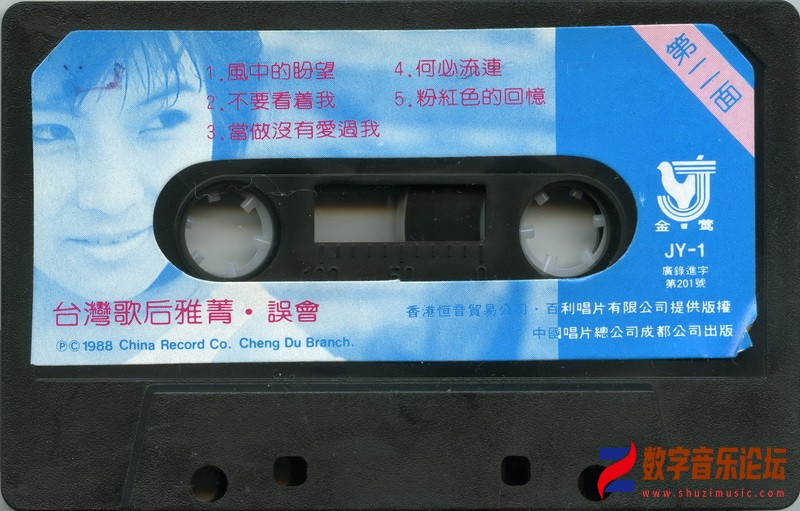 1.風中的盼望
2.不要看着我
3.當做沒有愛過我
4.何必流連
5.粉紅色的回憶
第二面
金鶯
JY-1
廣錄進字
第201號
100 50 0
台灣歌后雅菁·誤會
香港恒音貿易公司·百利唱片有限公司提供版權
中國唱片總公司成都公司出版
ⓅⒸ1988 China Record Co. Cheng Du Branch.
数字音乐论坛
www.shuzimusic.com